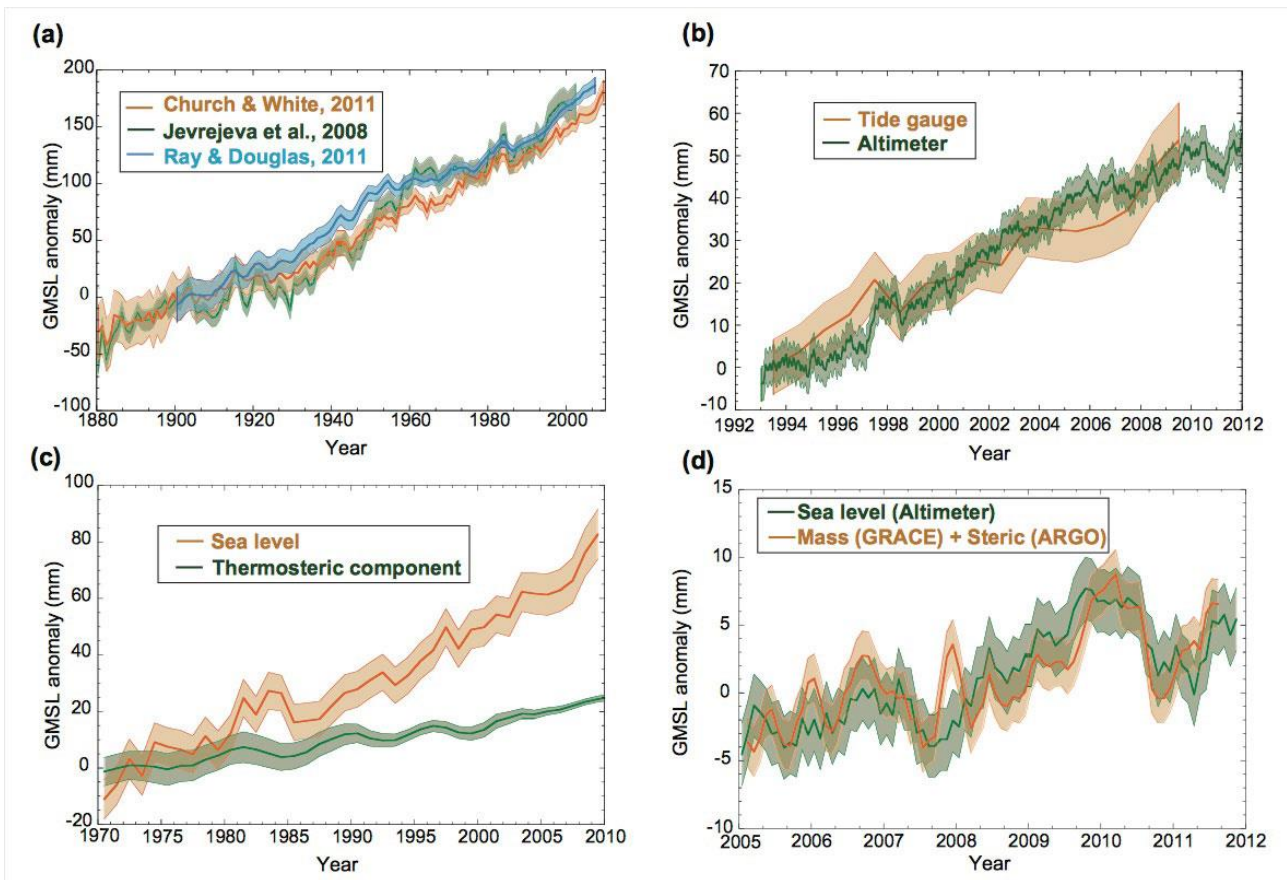 (a)
200
150
100
50
0
-50
-100
GMSL anomaly (mm)
Church & White, 2011
Jevrejeva et al., 2008
Ray & Douglas, 2011
1880 1900 1920 1940 1960 1980 2000
Year
(b)
70
60
50
40
30
20
10
0
-10
GMSL anomaly (mm)
Tide gauge
Altimeter
1992 1994 1996 1998 2000 2002 2004 2006 2008 2010 2012
Year
(c)
100
80
60
40
20
0
-20
GMSL anomaly (mm)
Sea level
Thermosteric component
1970 1975 1980 1985 1990 1995 2000 2005 2010
Year
(d)
15
10
5
0
-5
-10
GMSL anomaly (mm)
Sea level (Altimeter)
Mass (GRACE) + Steric (ARGO)
2005 2006 2007 2008 2009 2010 2011 2012
Year